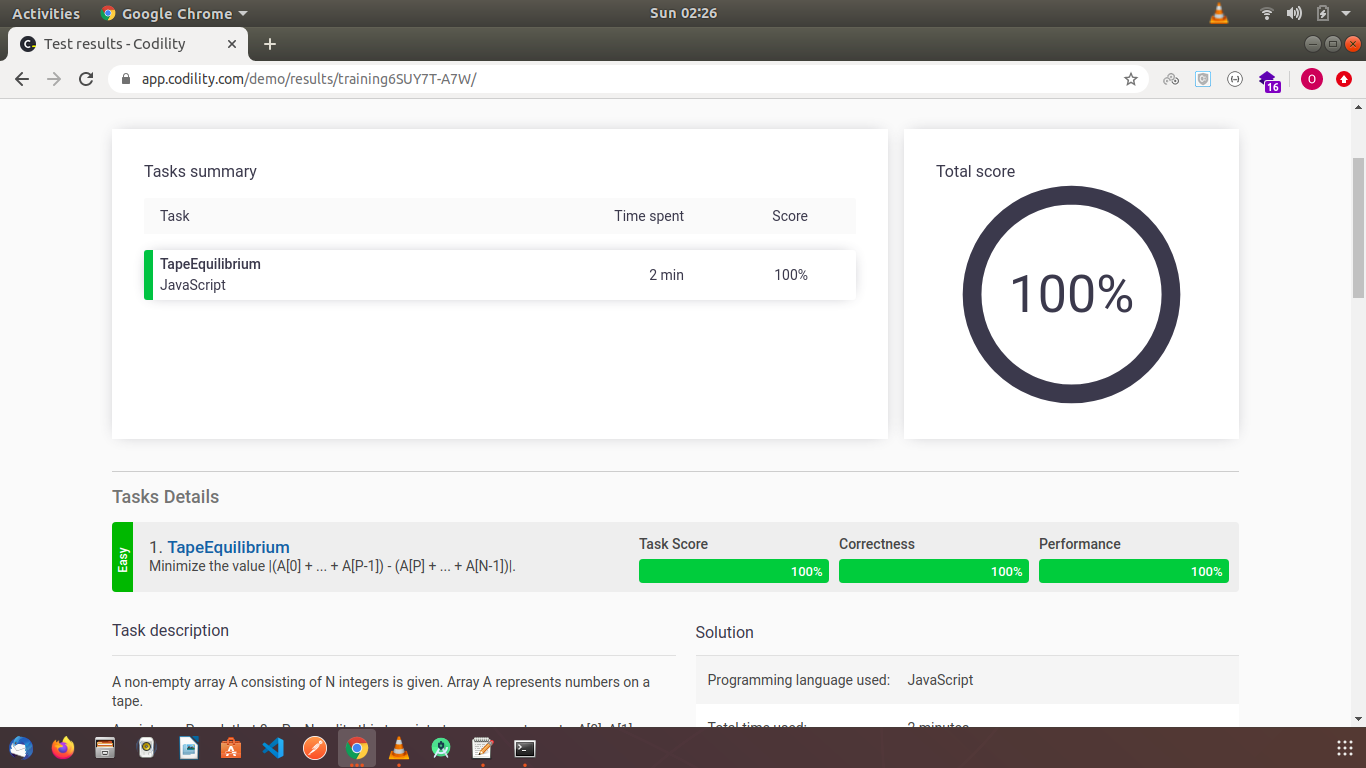 Activities
Google Chrome
Sun 02:26
Test results - Codility
app.codility.com/demo/results/training6SUY7T-A7W/
16
O
Tasks summary
Task Time spent Score
TapeEquilibrium
JavaScript
2 min 100%
Total score
100%
Tasks Details
Easy
1. TapeEquilibrium
Minimize the value |(A[0] + ... + A[P-1]) - (A[P] + ... + A[N-1])|.
Task Score Correctness Performance
100% 100% 100%
Task description
A non-empty array A consisting of N integers is given. Array A represents numbers on a
tape.
Solution
Programming language used: JavaScript
Total time used: 2 minutes